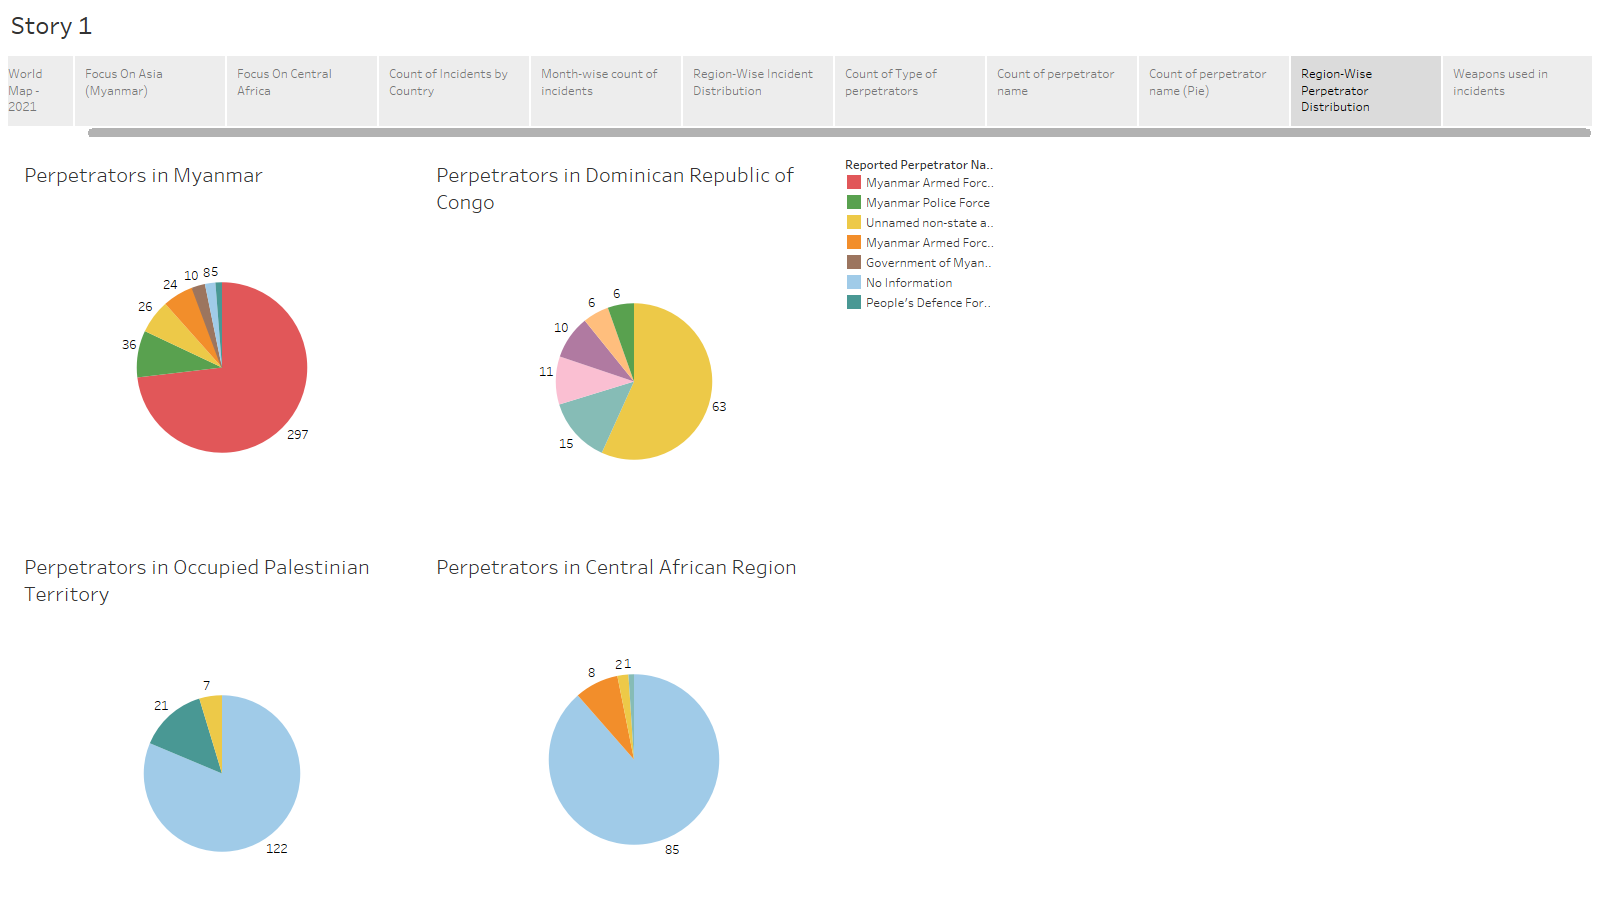 Story 1
World
Map -
2021
Focus On Asia
(Myanmar)
Focus On Central
Africa
Count of Incidents by
Country
Month-wise count of
incidents
Region-Wise Incident
Distribution
Count of Type of
perpetrators
Count of perpetrator
name
Count of perpetrator
name (Pie)
Region-Wise
Perpetrator
Distribution
Weapons used in
incidents
Perpetrators in Myanmar
10 8 5
24
26
36
297
Perpetrators in Dominican Republic of
Congo
6
6
10
11
63
15
Reported Perpetrator Na..
Myanmar Armed Forc..
Myanmar Police Force
Unnamed non-state a..
Myanmar Armed Forc..
Government of Myan..
No Information
People's Defence For..
Perpetrators in Occupied Palestinian
Territory
7
21
122
Perpetrators in Central African Region
2 1
8
85